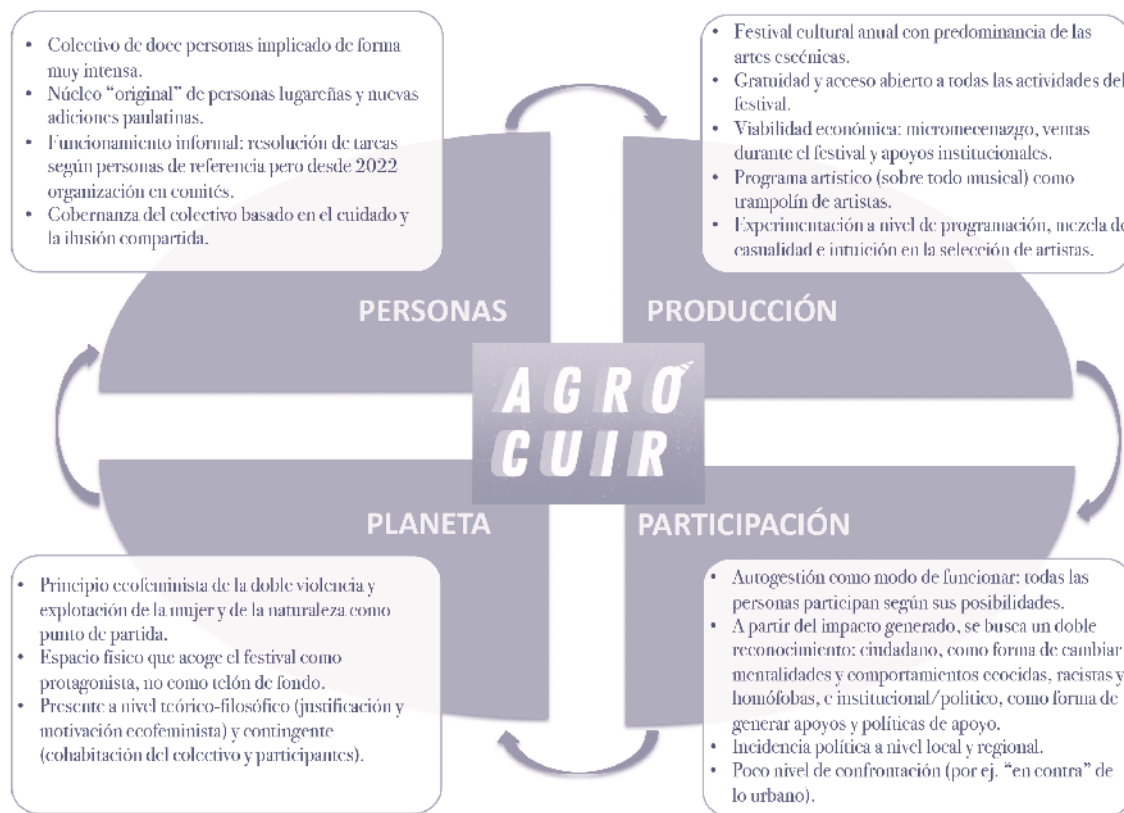 • Colectivo de doce personas implicado de forma
muy intensa.
• Núcleo “original” de personas lugareñas y nuevas
adiciones paulatinas.
• Funcionamiento informal: resolución de tareas
según personas de referencia pero desde 2022
organización en comités.
• Gobernanza del colectivo basado en el cuidado y
la ilusión compartida.
• Festival cultural anual con predominancia de las
artes escénicas.
• Gratuidad y acceso abierto a todas las actividades del
festival.
• Viabilidad económica: micromecenazgo, ventas
durante el festival y apoyos institucionales.
• Programa artístico (sobre todo musical) como
trampolín de artistas.
• Experimentación a nivel de programación, mezcla de
casualidad e intuición en la selección de artistas.
PERSONAS
PRODUCCIÓN
AGRO
CUIR
PLANETA
PARTICIPACIÓN
• Principio ecofeminista de la doble violencia y
explotación de la mujer y de la naturaleza como
punto de partida.
• Espacio físico que acoge el festival como
protagonista, no como telón de fondo.
• Presente a nivel teórico-filosófico (justificación y
motivación ecofeminista) y contingente
(cohabitación del colectivo y participantes).
• Autogestión como modo de funcionar: todas las
personas participan según sus posibilidades.
• A partir del impacto generado, se busca un doble
reconocimiento: ciudadano, como forma de cambiar
mentalidades y comportamientos ecocidas, racistas y
homófobas, e institucional/político, como forma de
generar apoyos y políticas de apoyo.
• Incidencia política a nivel local y regional.
• Poco nivel de confrontación (por ej. “en contra” de
lo urbano).